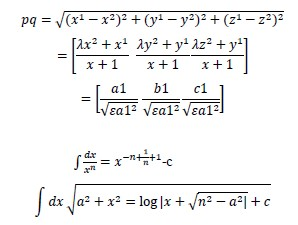 pq = √(x¹ − x²)² + (y¹ − y²)² + (z¹ − z²)²
= [λx² + x¹ / x + 1  λy² + y¹ / x + 1  λz² + y¹ / x + 1]
= [a1 / √εa1²  b1 / √εa1²  c1 / √εa1²]
∫ dx / xⁿ = x^(−n + 1/n + 1) -c
∫ dx √a² + x² = log|x + √n² − a²| + c